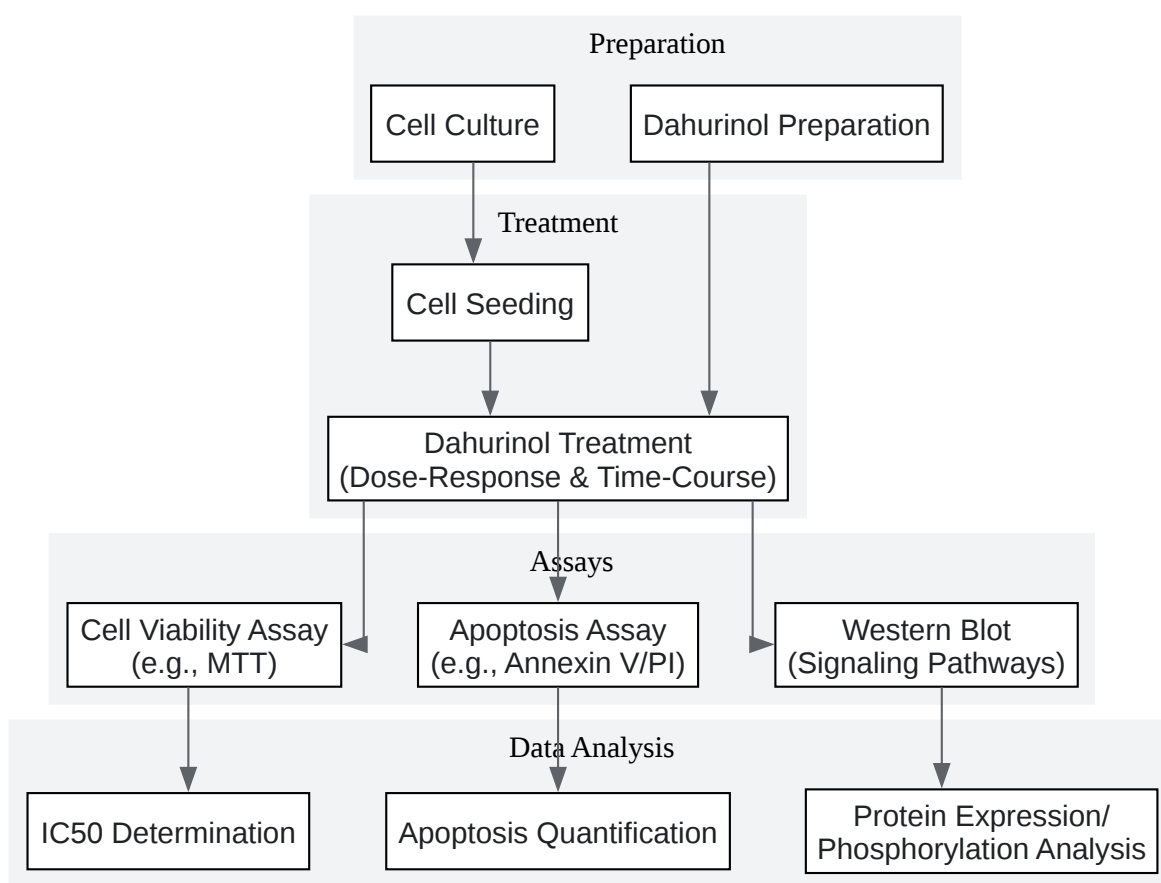 Preparation
Cell Culture
Dahurinol Preparation
Treatment
Cell Seeding
Dahurinol Treatment
(Dose-Response & Time-Course)
Assays
Cell Viability Assay
(e.g., MTT)
Apoptosis Assay
(e.g., Annexin V/PI)
Western Blot
(Signaling Pathways)
Data Analysis
IC50 Determination
Apoptosis Quantification
Protein Expression/
Phosphorylation Analysis